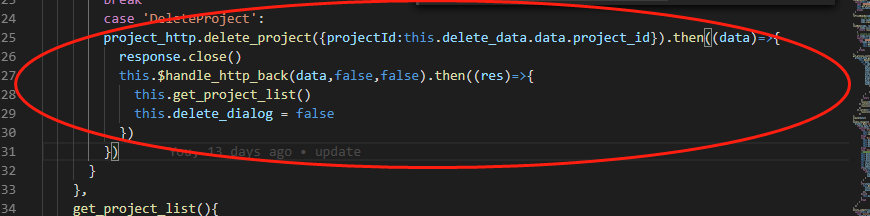 break
24 case 'DeleteProject':
25 project_http.delete_project({projectId:this.delete_data.data.project_id}).then((data)=>{
26 response.close()
27 this.$handle_http_back(data,false,false).then((res)=>{
28 this.get_project_list()
29 this.delete_dialog = false
30 })
31 }) You, 13 days ago • update
32 }
33 },
34 get_project_list(){